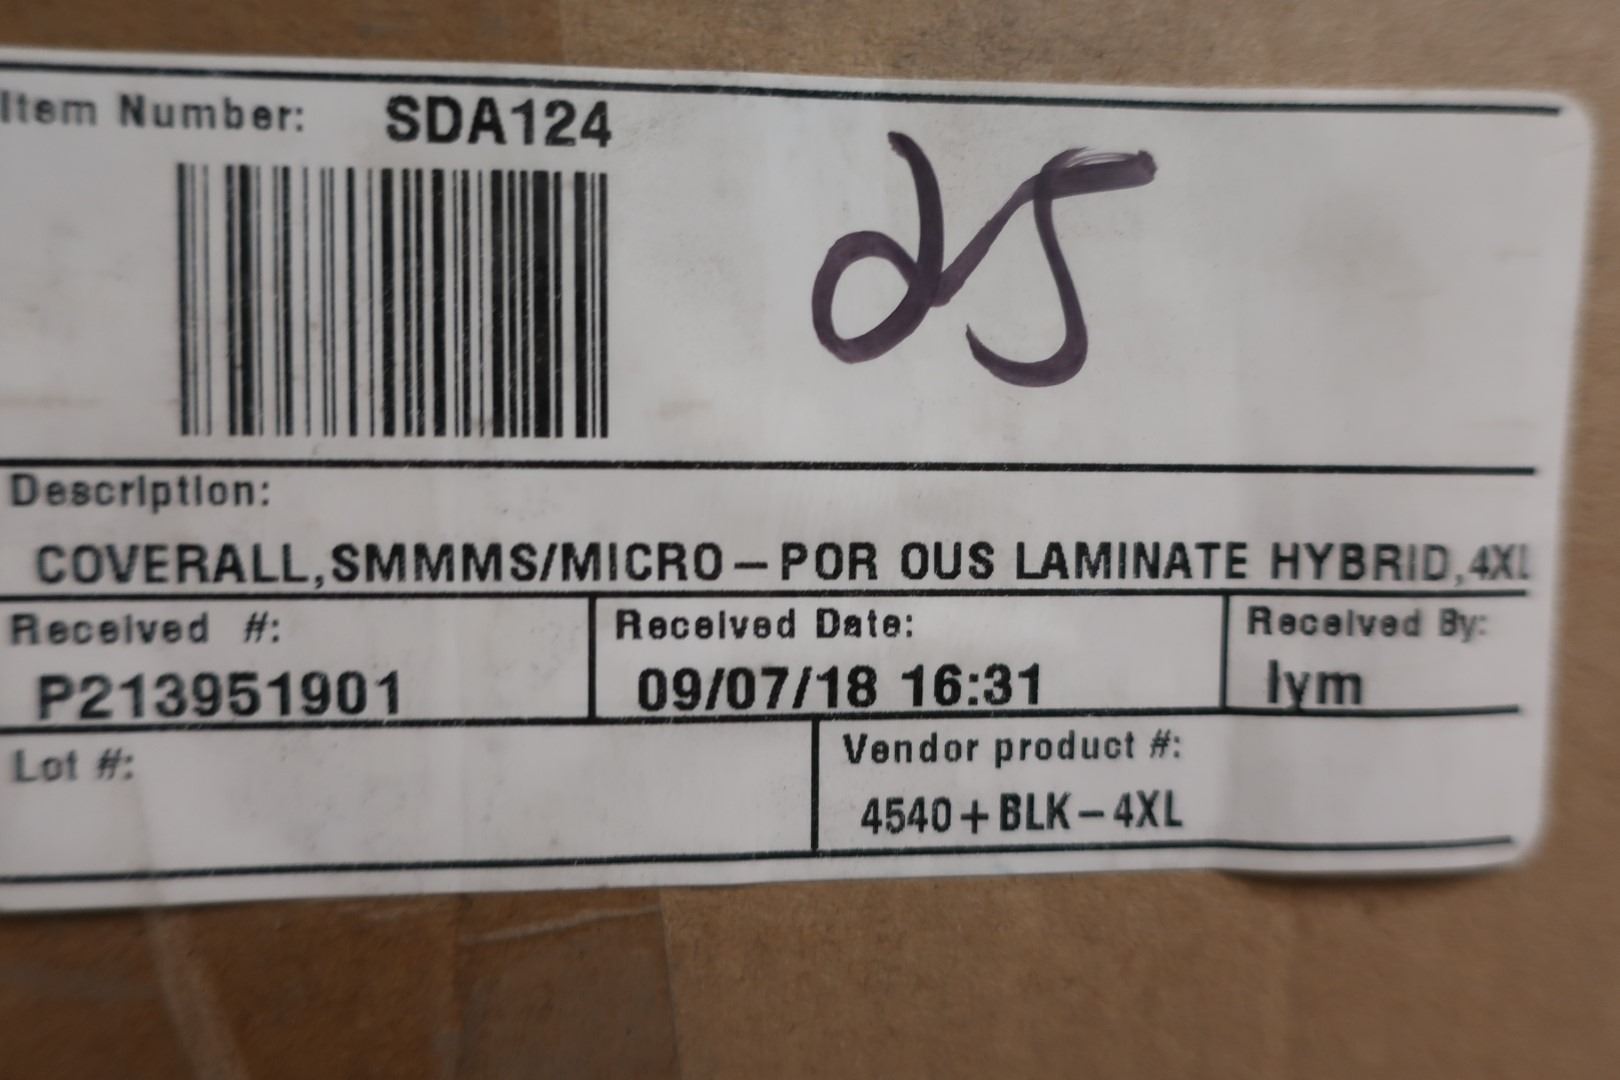 Item Number: SDA124
25
Description:
COVERALL,SMMMS/MICRO-POR OUS LAMINATE HYBRID,4XL
Received #: Received Date: Received By:
P213951901 09/07/18 16:31 lym
Lot #: Vendor product #:
4540+BLK-4XL